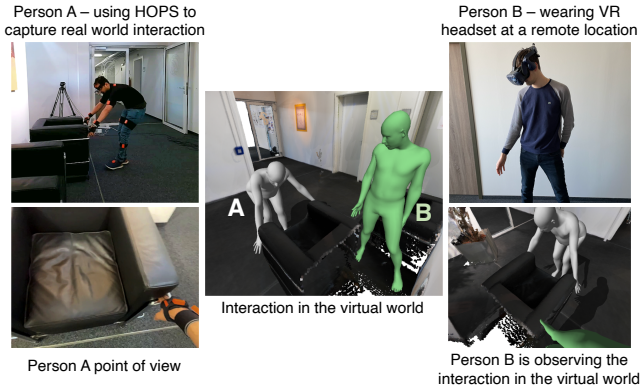 Person A – using HOPS to
capture real world interaction
Person B – wearing VR
headset at a remote location
A
B
Interaction in the virtual world
Person A point of view
Person B is observing the
interaction in the virtual world